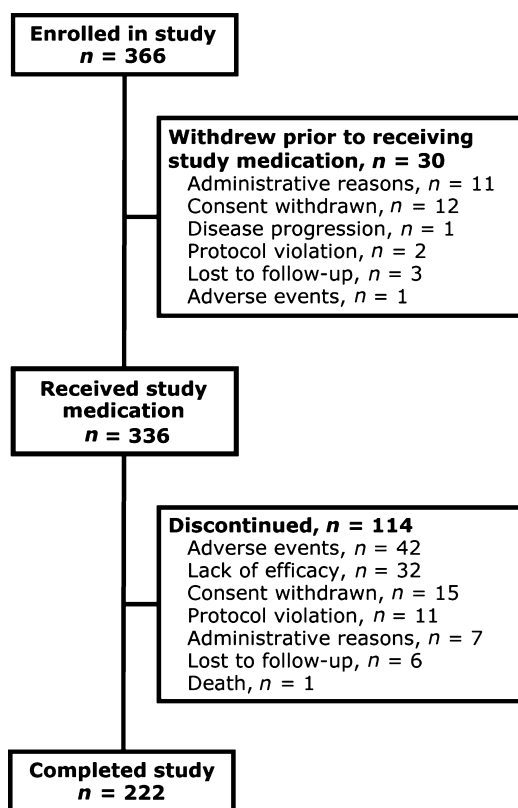 Enrolled in study
n = 366
Withdrew prior to receiving
study medication, n = 30
Administrative reasons, n = 11
Consent withdrawn, n = 12
Disease progression, n = 1
Protocol violation, n = 2
Lost to follow-up, n = 3
Adverse events, n = 1
Received study
medication
n = 336
Discontinued, n = 114
Adverse events, n = 42
Lack of efficacy, n = 32
Consent withdrawn, n = 15
Protocol violation, n = 11
Administrative reasons, n = 7
Lost to follow-up, n = 6
Death, n = 1
Completed study
n = 222